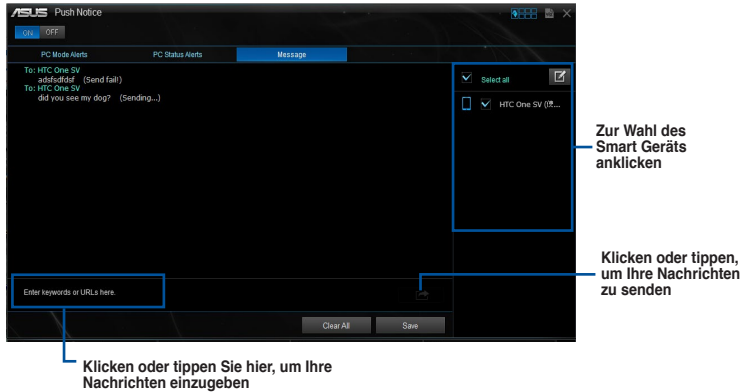 ASUS Push Notice
ON OFF
PC Mode Alerts PC Status Alerts Message
To: HTC One SV
adsfsdfdsf (Send fail!)
To: HTC One SV
did you see my dog? (Sending...)
Select all
HTC One SV
Zur Wahl des
Smart Geräts
anklicken
Klicken oder tippen,
um Ihre Nachrichten
zu senden
Enter keywords or URLs here.
Clear All Save
Klicken oder tippen Sie hier, um Ihre
Nachrichten einzugeben